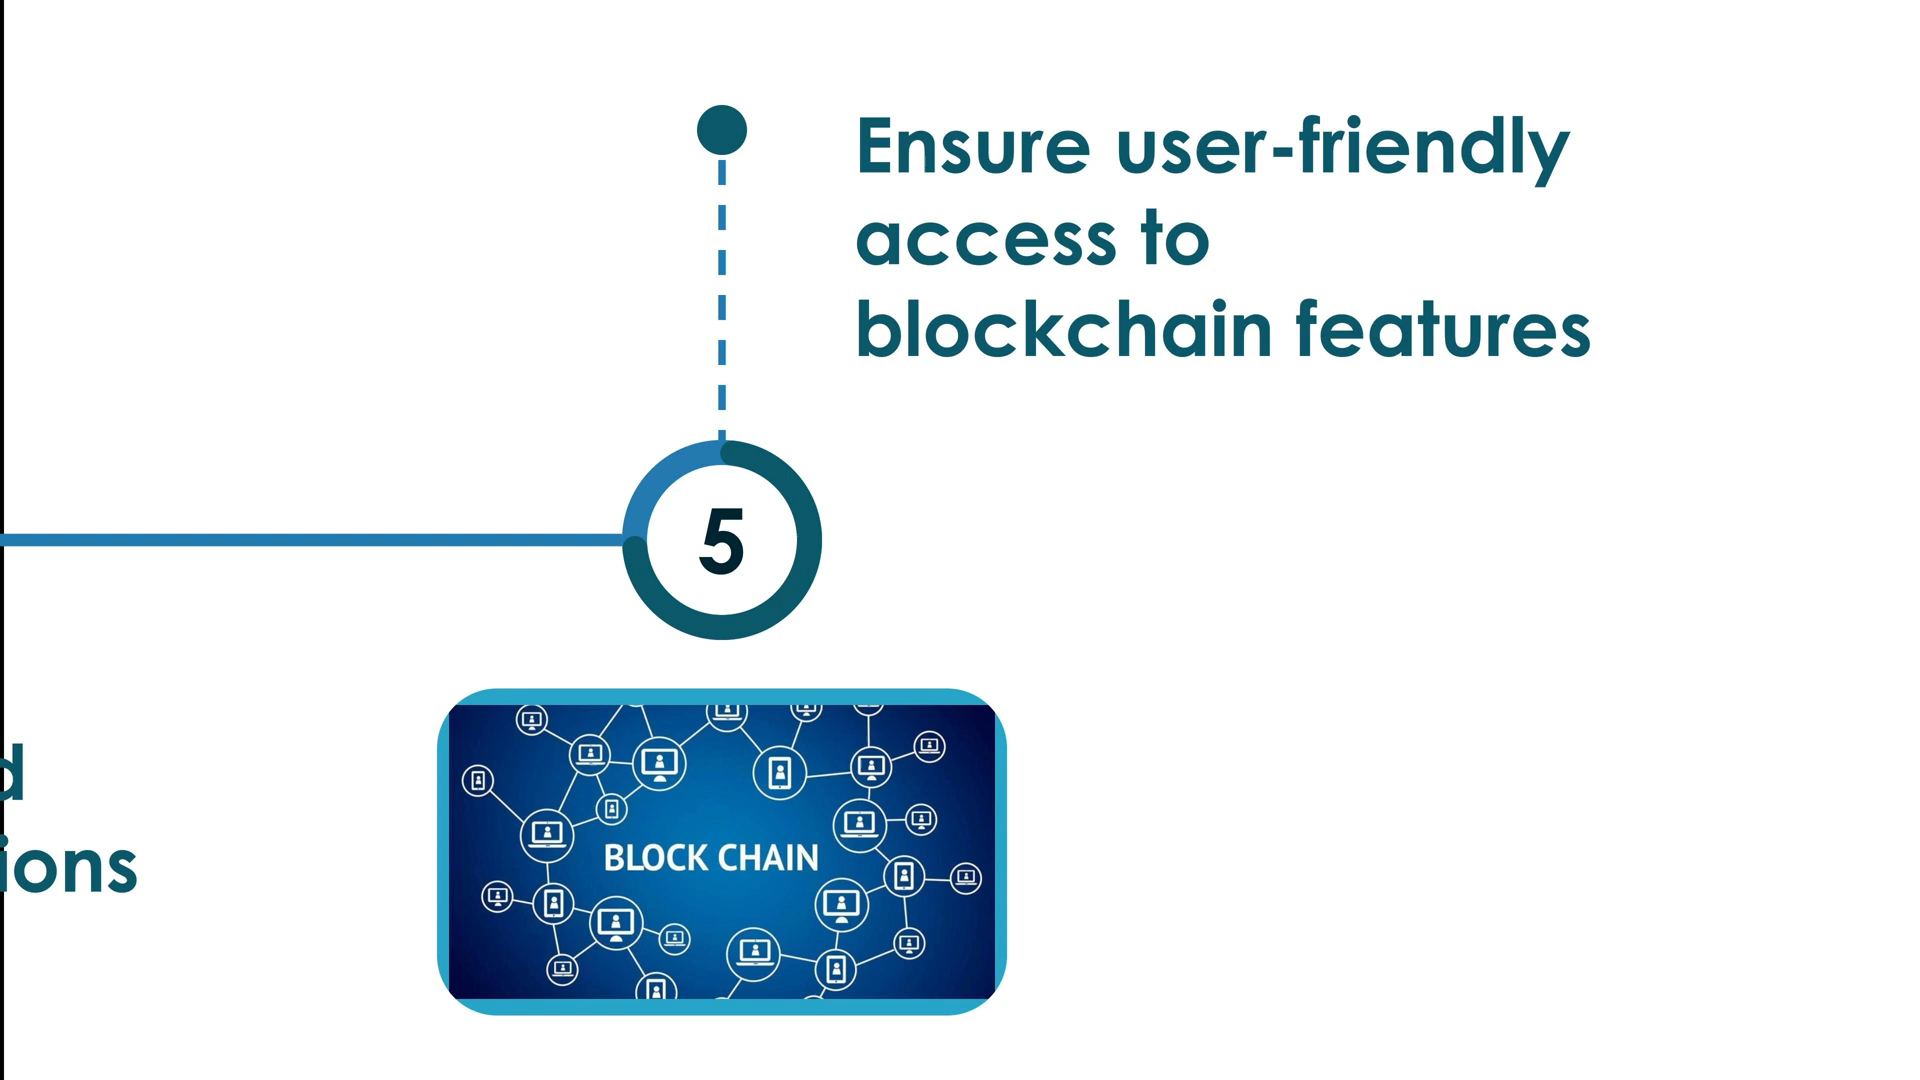 Ensure user-friendly
access to
blockchain features
5
d
ions
BLOCK CHAIN